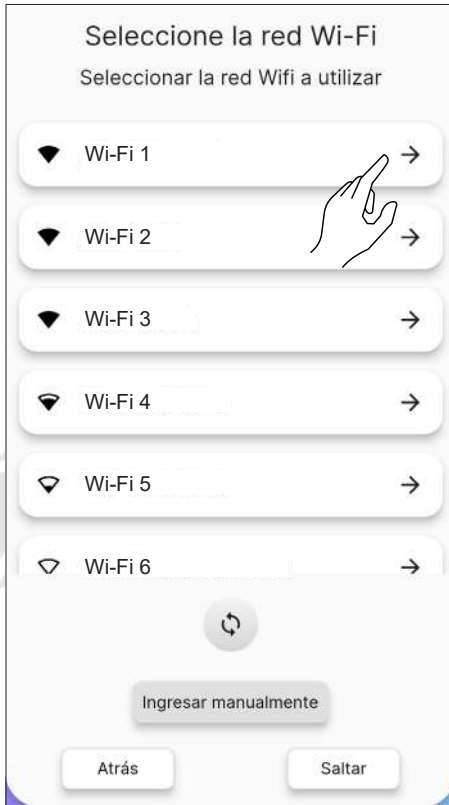 Seleccione la red Wi-Fi
Seleccionar la red Wifi a utilizar
Wi-Fi 1
Wi-Fi 2
Wi-Fi 3
Wi-Fi 4
Wi-Fi 5
Wi-Fi 6
Ingresar manualmente
Atrás
Saltar